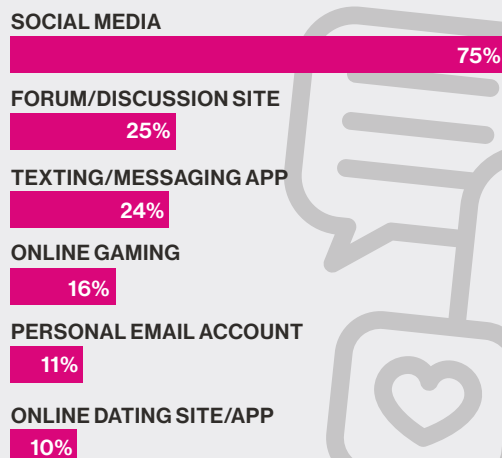 SOCIAL MEDIA
75%
FORUM/DISCUSSION SITE
25%
TEXTING/MESSAGING APP
24%
ONLINE GAMING
16%
PERSONAL EMAIL ACCOUNT
11%
ONLINE DATING SITE/APP
10%